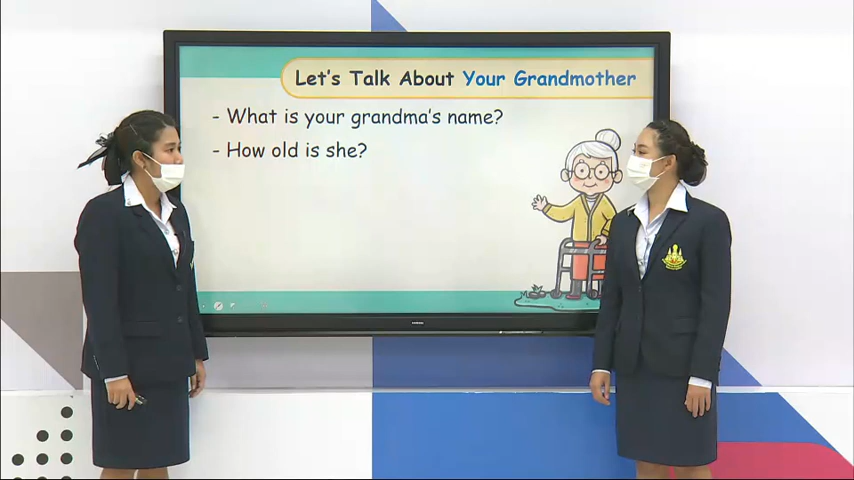 Let's Talk About Your Grandmother
- What is your grandma's name?
- How old is she?